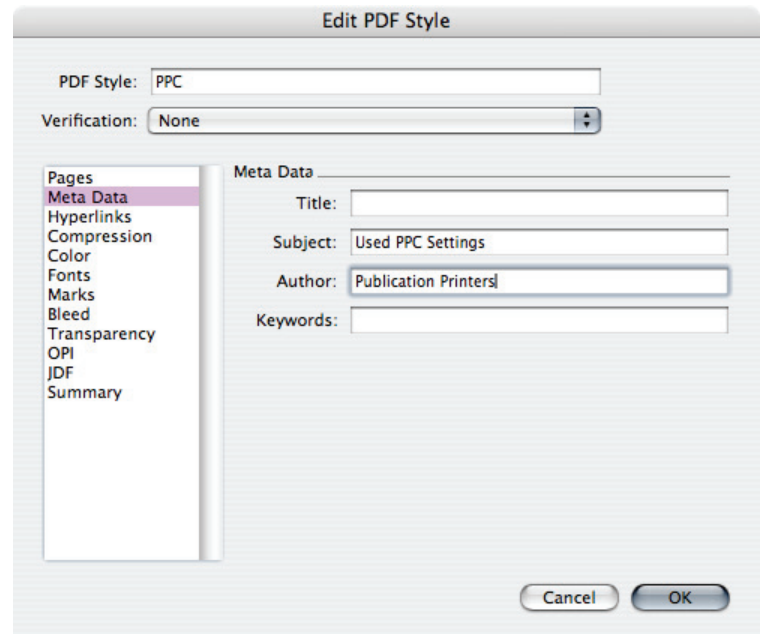 Edit PDF Style
PDF Style: PPC
Verification: None
Pages
Meta Data
Hyperlinks
Compression
Color
Fonts
Marks
Bleed
Transparency
OPI
JDF
Summary
Meta Data
Title:
Subject: Used PPC Settings
Author: Publication Printers
Keywords:
Cancel OK